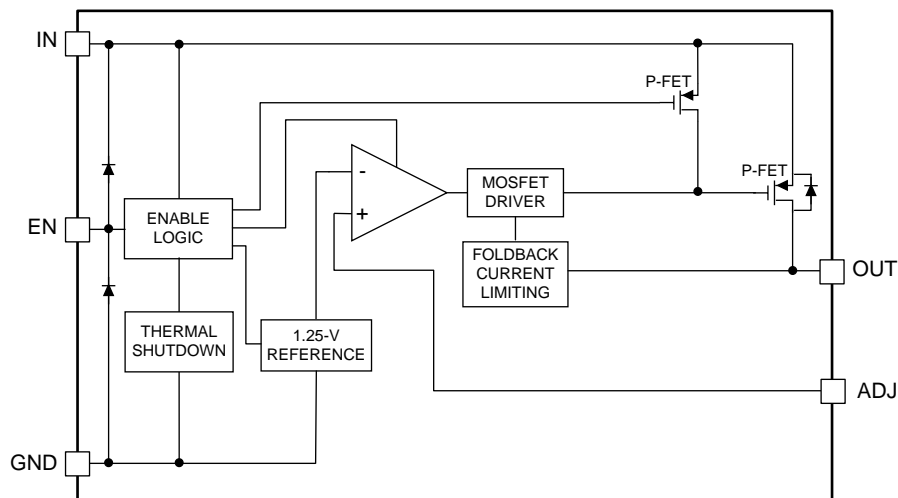 IN
P-FET
P-FET
-
+
MOSFET
DRIVER
EN
ENABLE
LOGIC
FOLDBACK
CURRENT
LIMITING
OUT
THERMAL
SHUTDOWN
1.25-V
REFERENCE
ADJ
GND